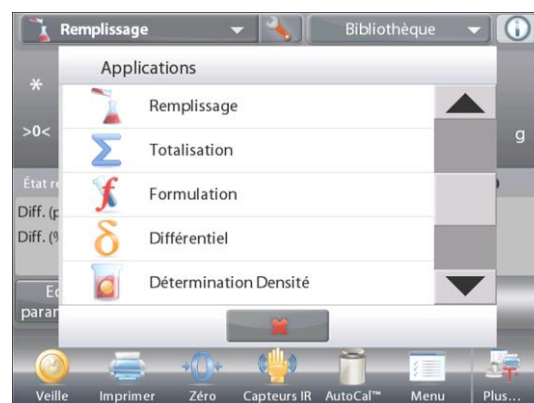 Remplissage
Bibliothèque
Applications
Remplissage
Totalisation
Formulation
Différentiel
Détermination Densité
>0<
g
État
Diff.
Diff. (%
Veille
Imprimer
Zéro
Capteurs IR
AutoCal™
Menu
Plus...